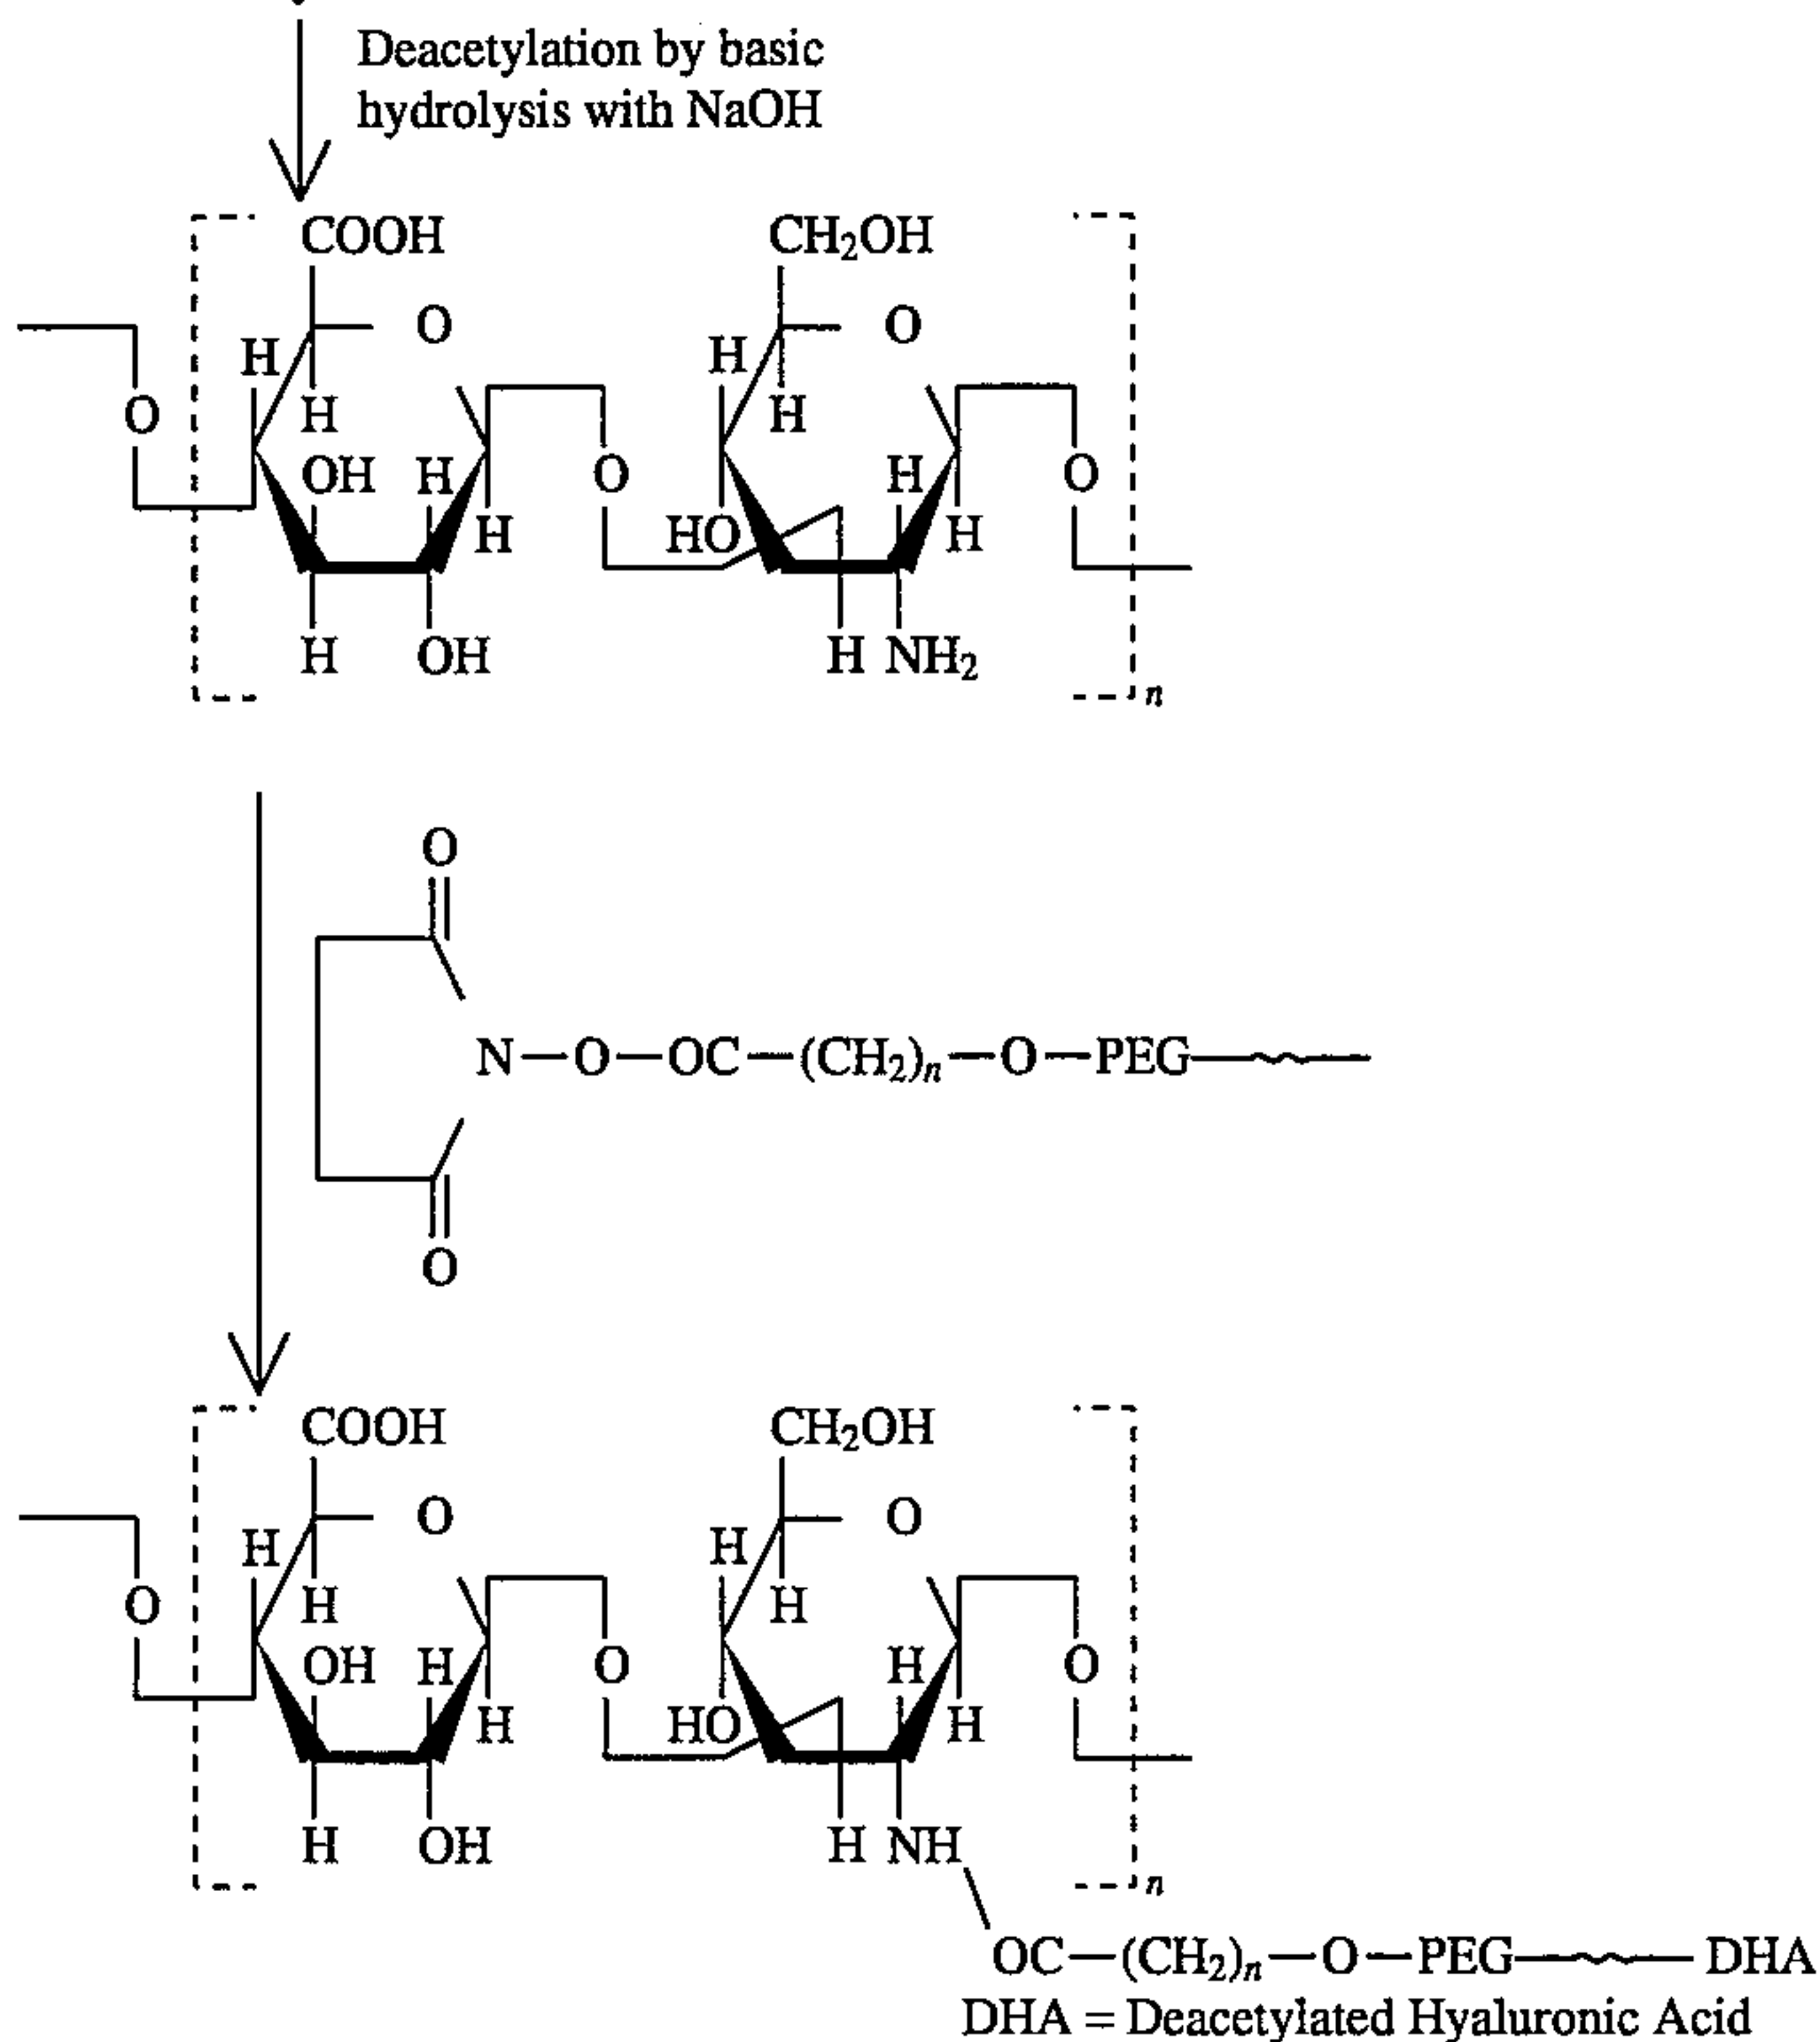 Deacetylation by basic
hydrolysis with NaOH
COOH CH₂OH
O O
H H
O H H
OH H O H O
H HO H
H OH H NH₂
n
O
N—O—OC—(CH₂)ₙ—O—PEG
O
COOH CH₂OH
O O
H H
O H H
OH H O H O
H HO H
H OH H NH
n
OC—(CH₂)ₙ—O—PEG—DHA
DHA = Deacetylated Hyaluronic Acid